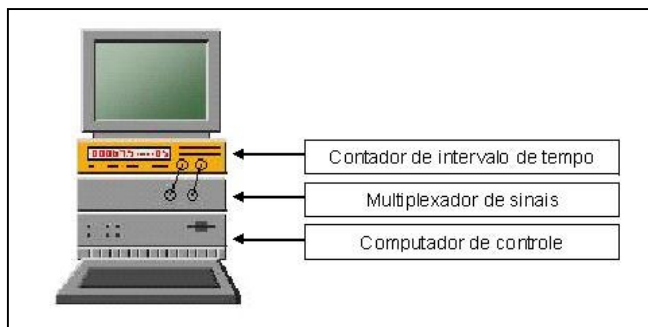 Contador de intervalo de tempo
Multiplexador de sinais
Computador de controle